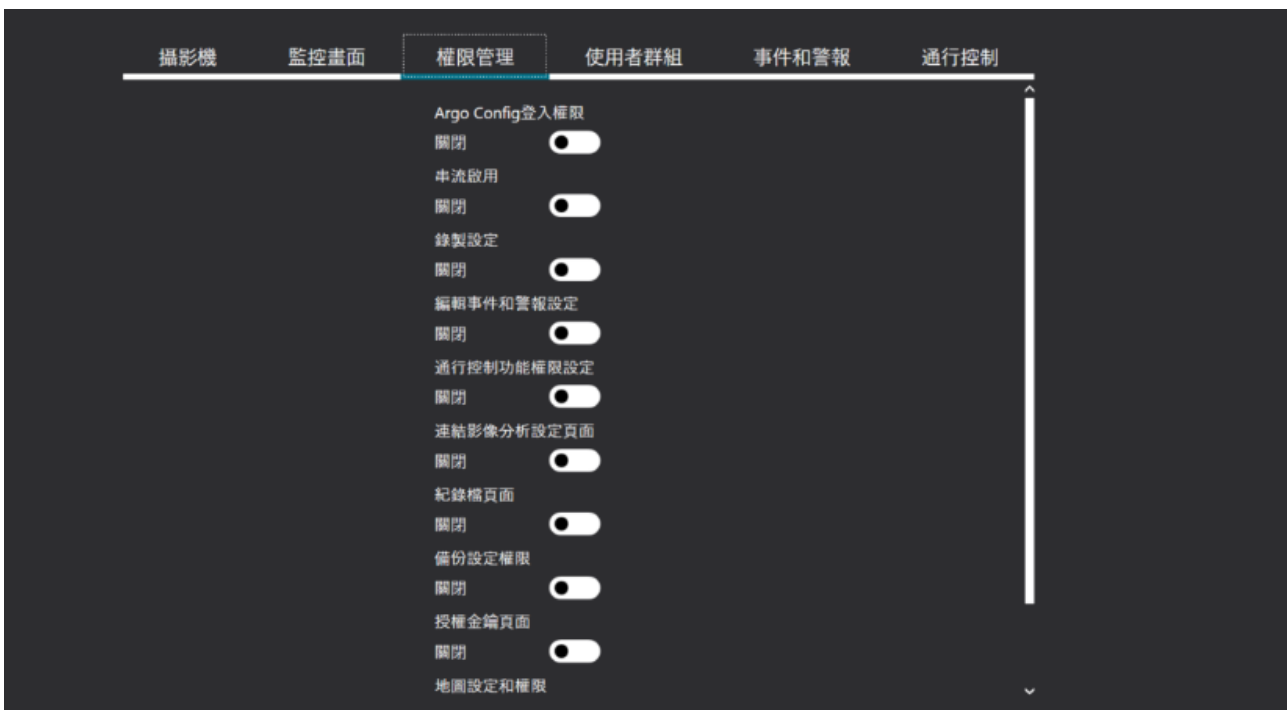 攝影機 監控畫面 權限管理 使用者群組 事件和警報 通行控制
Argo Config登入權限
關閉
串流啟用
關閉
錄製設定
關閉
編輯事件和警報設定
關閉
通行控制功能權限設定
關閉
連結影像分析設定頁面
關閉
紀錄檔頁面
關閉
備份設定權限
關閉
授權金鑰頁面
關閉
地圖設定和權限